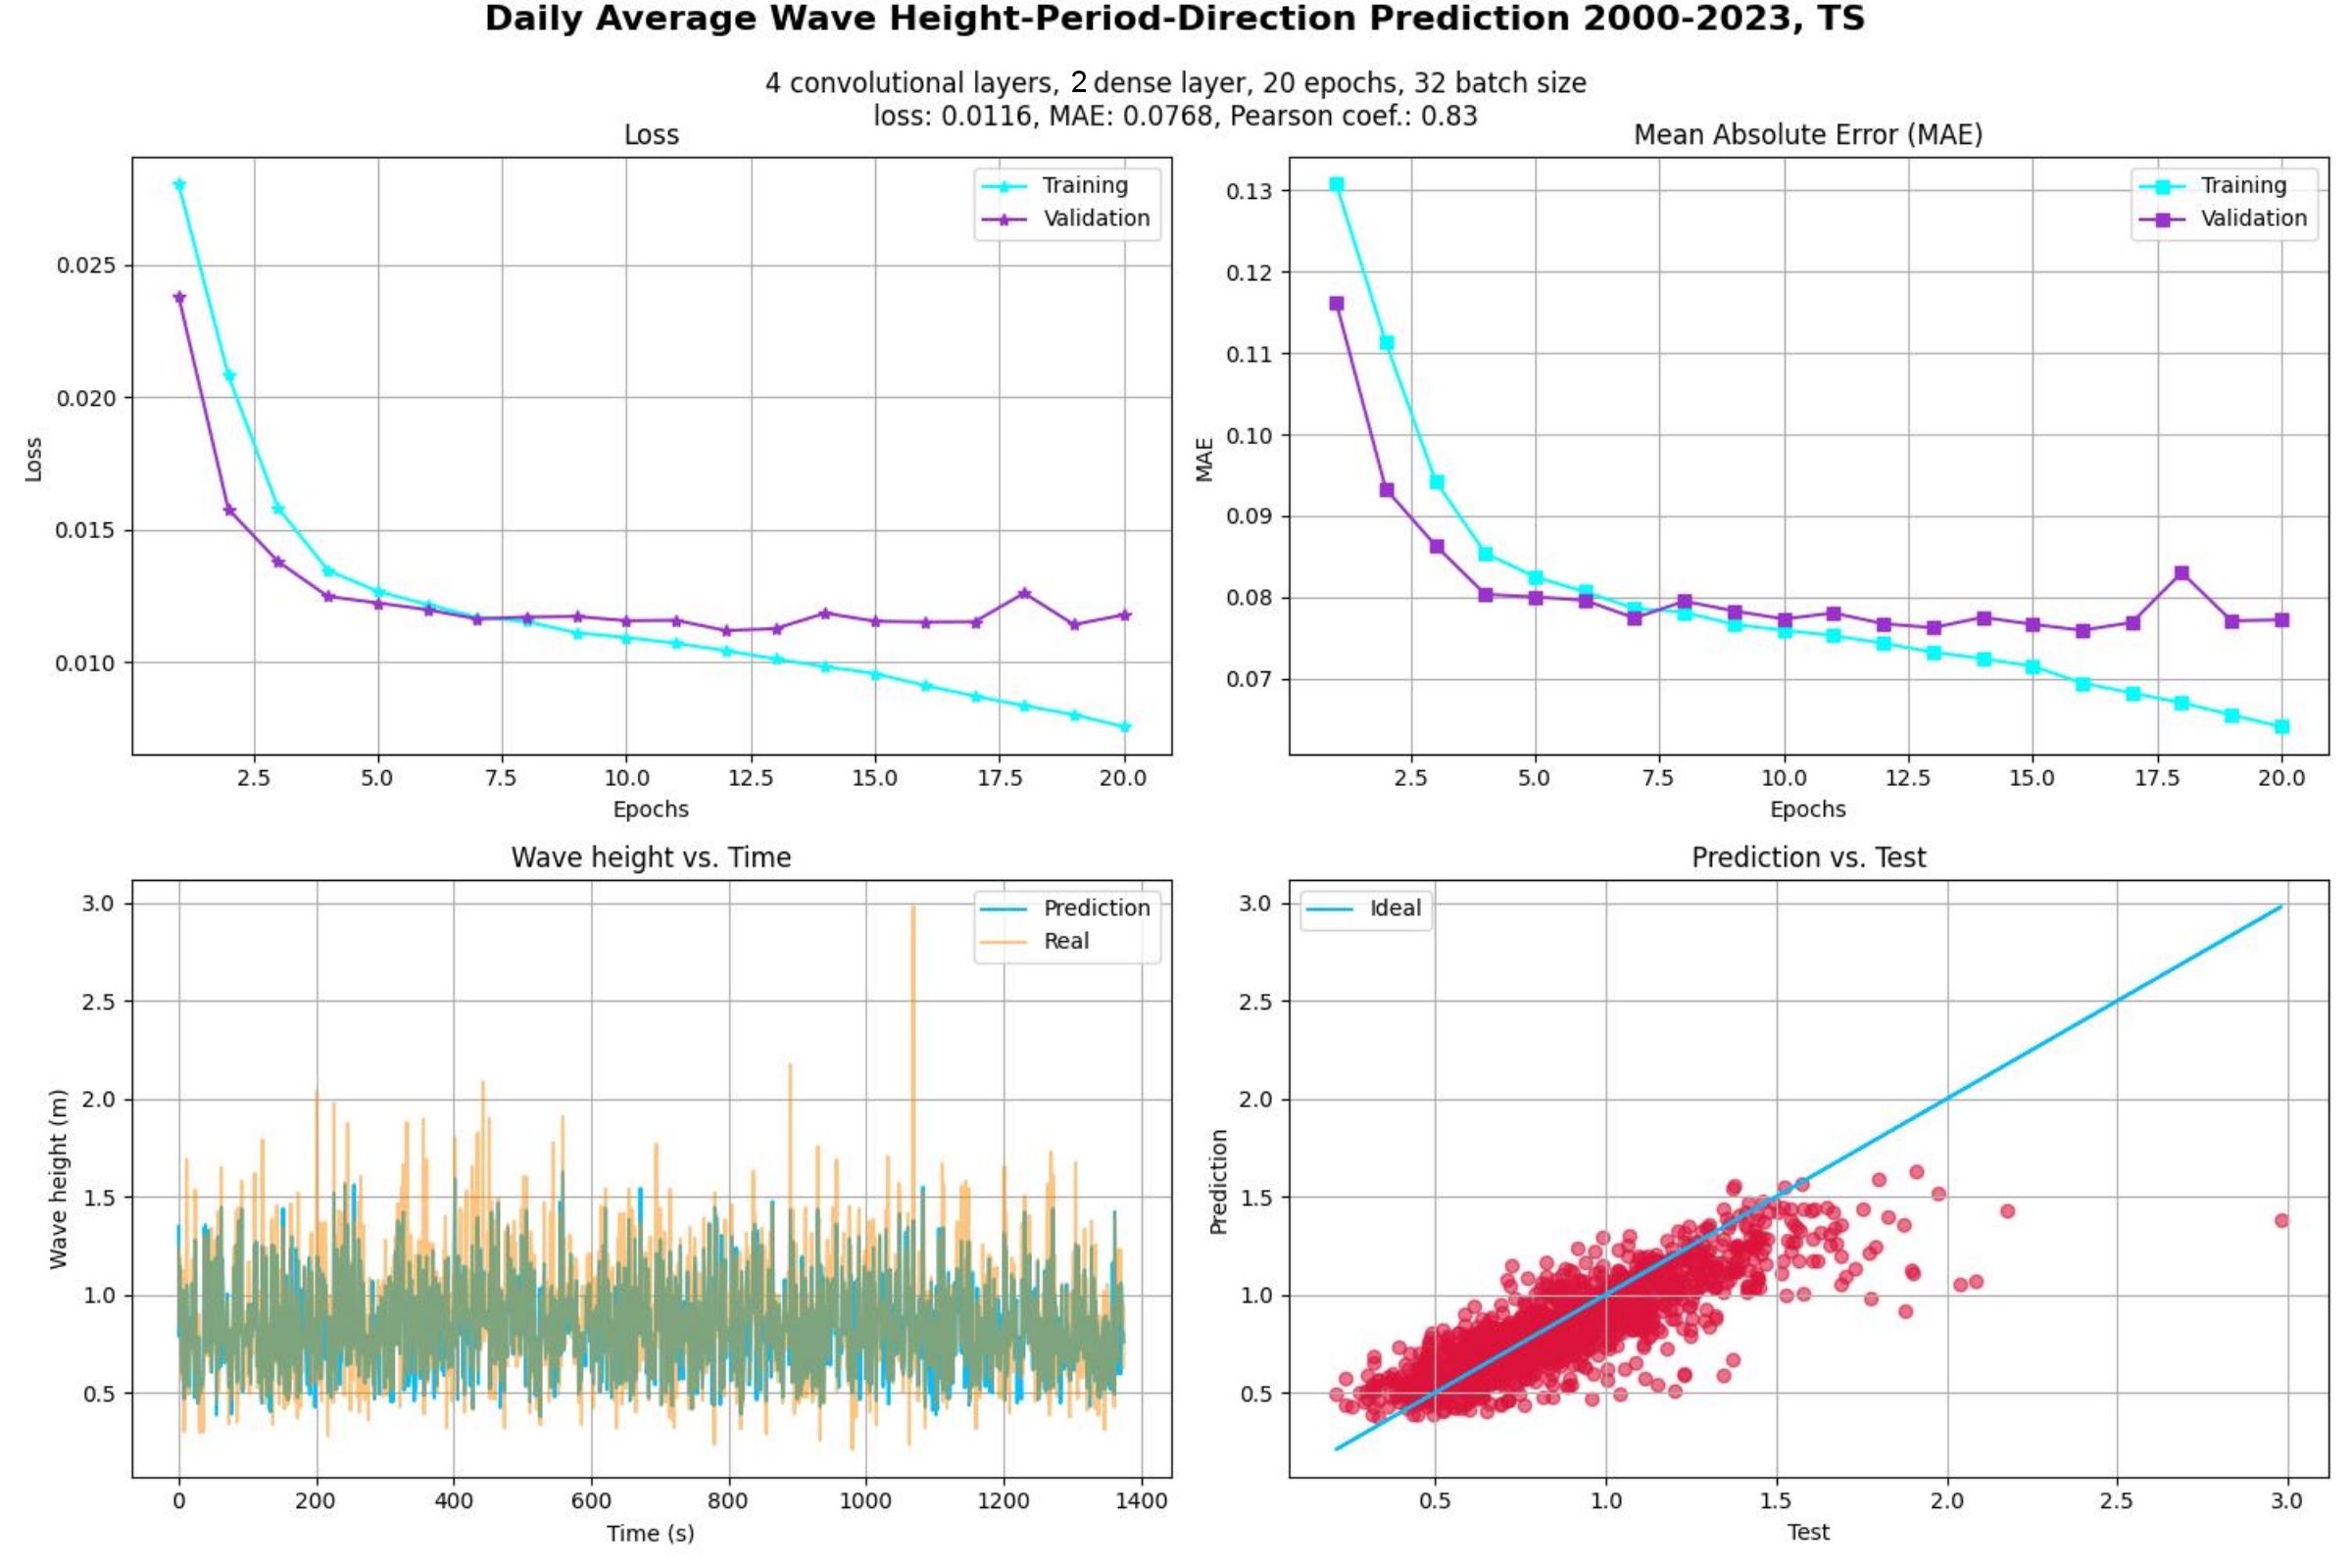 Daily Average Wave Height-Period-Direction Prediction 2000-2023, TS
4 convolutional layers, 2 dense layer, 20 epochs, 32 batch size
loss: 0.0116, MAE: 0.0768, Pearson coef.: 0.83
Loss
Training
Validation
0.025
0.020
0.015
0.010
Loss
2.5 5.0 7.5 10.0 12.5 15.0 17.5 20.0
Epochs
Mean Absolute Error (MAE)
Training
Validation
0.13
0.12
0.11
0.10
0.09
0.08
0.07
MAE
2.5 5.0 7.5 10.0 12.5 15.0 17.5 20.0
Epochs
Wave height vs. Time
Prediction
Real
3.0
2.5
2.0
1.5
1.0
0.5
Wave height (m)
0 200 400 600 800 1000 1200 1400
Time (s)
Prediction vs. Test
Ideal
3.0
2.5
2.0
1.5
1.0
0.5
Prediction
0.5 1.0 1.5 2.0 2.5 3.0
Test